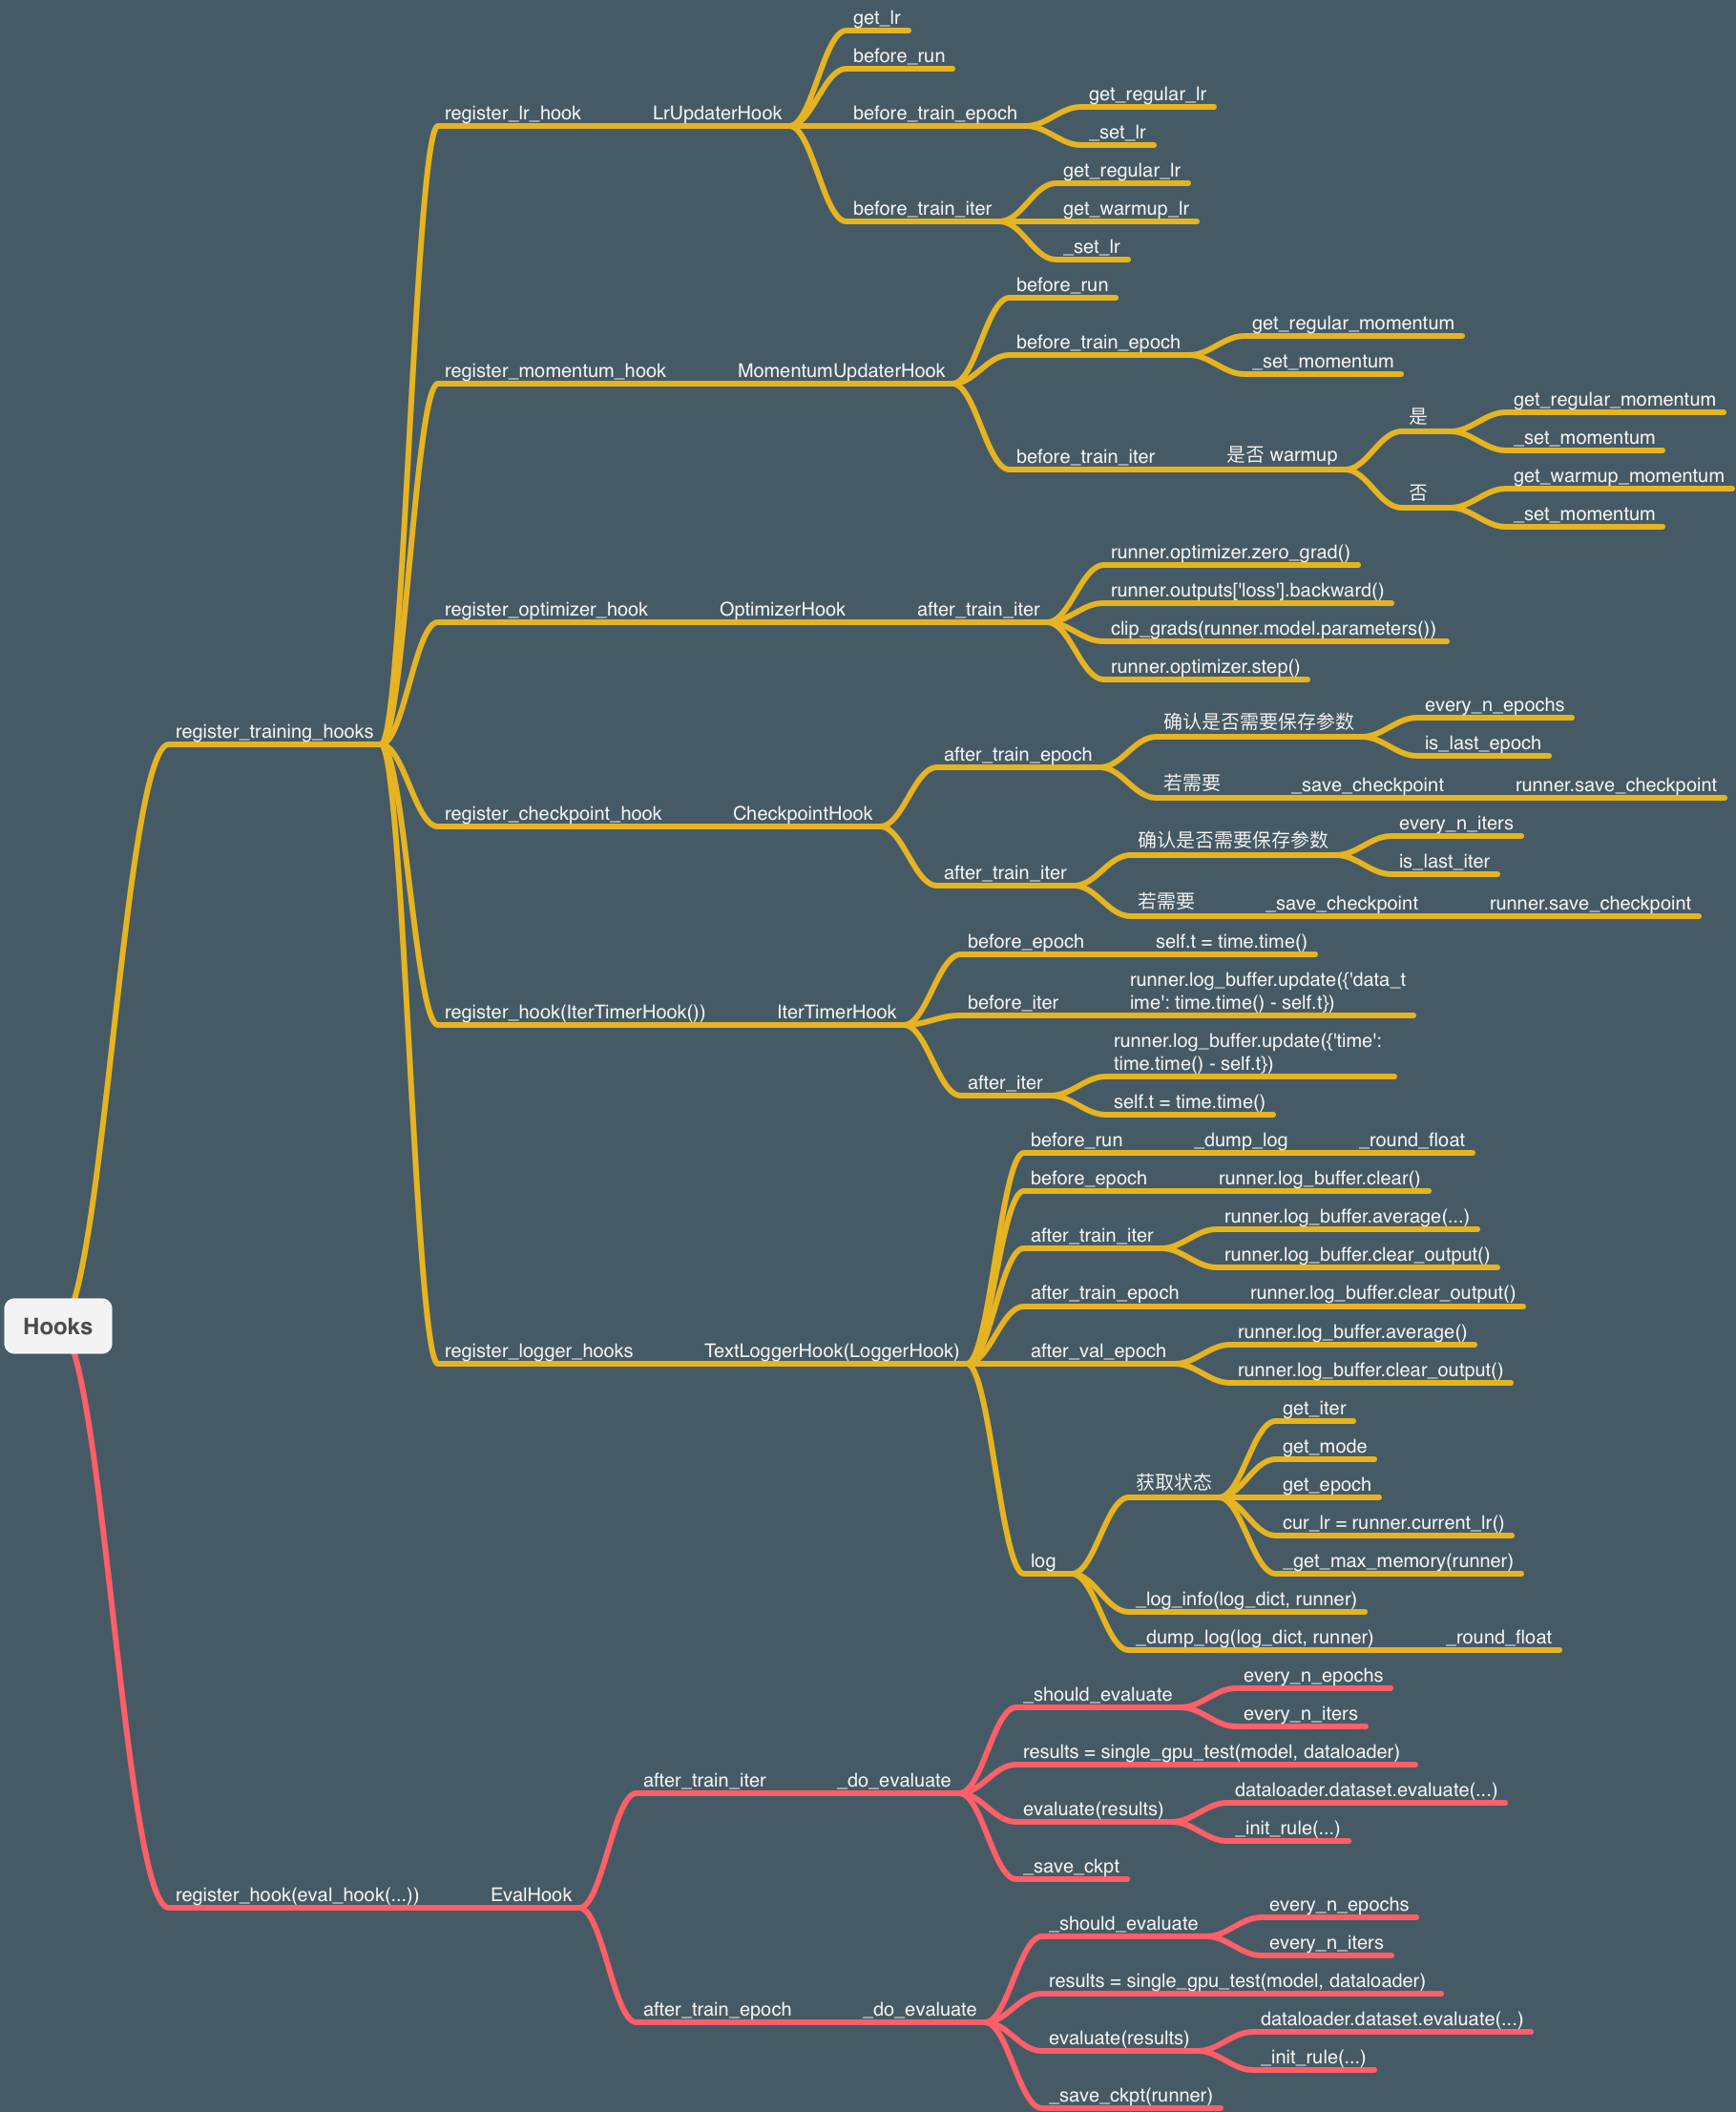 Hooks
register_training_hooks
register_lr_hook
LrUpdaterHook
get_lr
before_run
before_train_epoch
get_regular_lr
_set_lr
before_train_iter
get_regular_lr
get_warmup_lr
_set_lr
register_momentum_hook
MomentumUpdaterHook
before_run
before_train_epoch
get_regular_momentum
_set_momentum
before_train_iter
是否 warmup
是
get_regular_momentum
_set_momentum
否
get_warmup_momentum
_set_momentum
register_optimizer_hook
OptimizerHook
after_train_iter
runner.optimizer.zero_grad()
runner.outputs['loss'].backward()
clip_grads(runner.model.parameters())
runner.optimizer.step()
register_checkpoint_hook
CheckpointHook
after_train_epoch
确认是否需要保存参数
every_n_epochs
is_last_epoch
若需要
_save_checkpoint
runner.save_checkpoint
after_train_iter
确认是否需要保存参数
every_n_iters
is_last_iter
若需要
_save_checkpoint
runner.save_checkpoint
register_hook(IterTimerHook())
IterTimerHook
before_epoch
self.t = time.time()
before_iter
runner.log_buffer.update({'data_t
ime': time.time() - self.t})
after_iter
runner.log_buffer.update({'time':
time.time() - self.t})
self.t = time.time()
register_logger_hooks
TextLoggerHook(LoggerHook)
before_run
_dump_log
_round_float
before_epoch
runner.log_buffer.clear()
after_train_iter
runner.log_buffer.average(...)
runner.log_buffer.clear_output()
after_train_epoch
runner.log_buffer.clear_output()
after_val_epoch
runner.log_buffer.average()
runner.log_buffer.clear_output()
log
获取状态
get_iter
get_mode
get_epoch
cur_lr = runner.current_lr()
_get_max_memory(runner)
_log_info(log_dict, runner)
_dump_log(log_dict, runner)
_round_float
register_hook(eval_hook(...))
EvalHook
after_train_iter
_do_evaluate
_should_evaluate
every_n_epochs
every_n_iters
results = single_gpu_test(model, dataloader)
evaluate(results)
dataloader.dataset.evaluate(...)
_init_rule(...)
_save_ckpt
after_train_epoch
_do_evaluate
_should_evaluate
every_n_epochs
every_n_iters
results = single_gpu_test(model, dataloader)
evaluate(results)
dataloader.dataset.evaluate(...)
_init_rule(...)
_save_ckpt(runner)